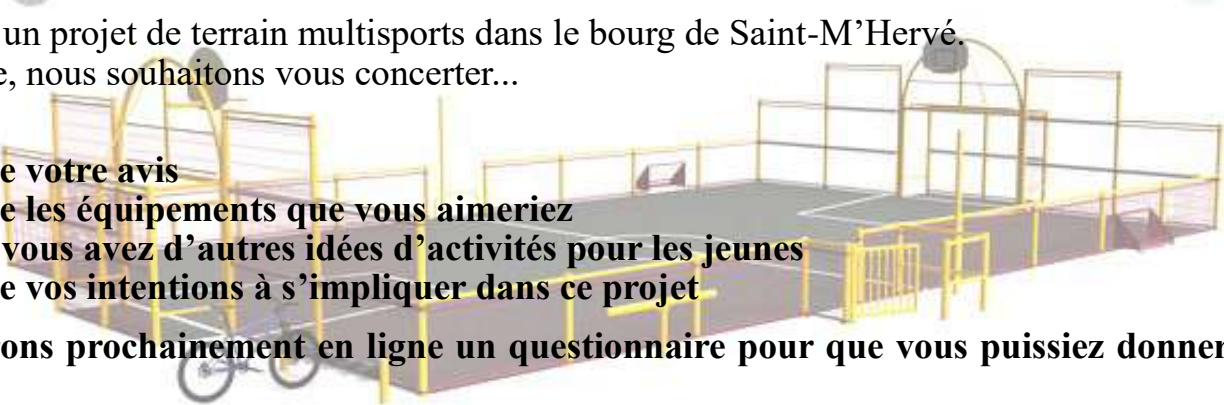 un projet de terrain multisports dans le bourg de Saint-M’Hervé.
e, nous souhaitons vous concerter...
e votre avis
e les équipements que vous aimeriez
vous avez d’autres idées d’activités pour les jeunes
e vos intentions à s’impliquer dans ce projet
rons prochainement en ligne un questionnaire pour que vous puissiez donner